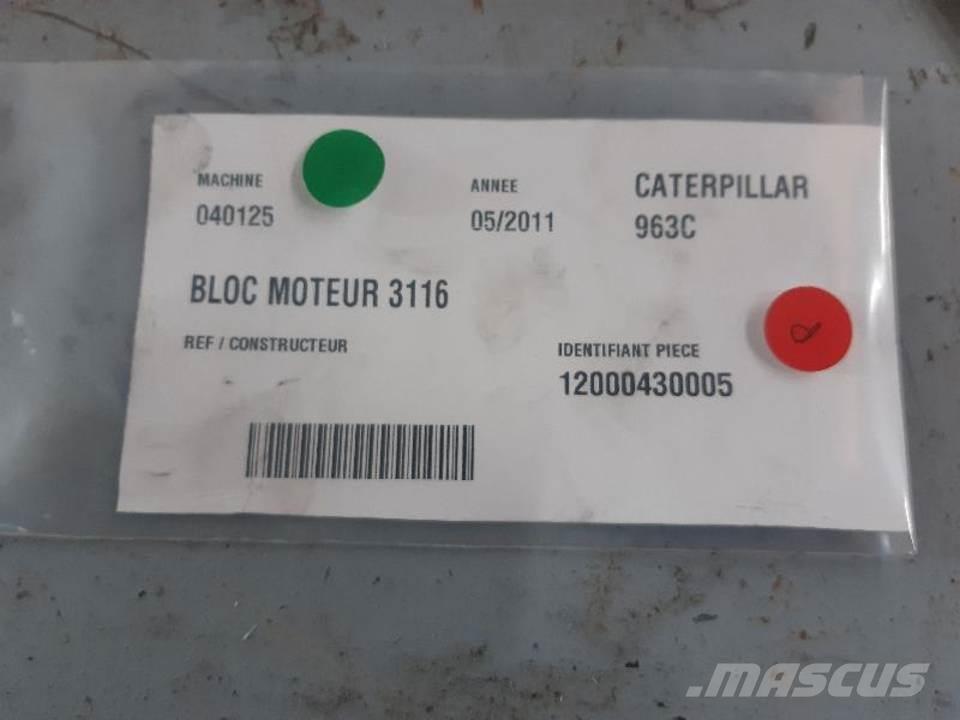 MACHINE
040125
ANNEE
05/2011
CATERPILLAR
963C
BLOC MOTEUR 3116
REF / CONSTRUCTEUR
IDENTIFIANT PIECE
12000430005
.MASCUS